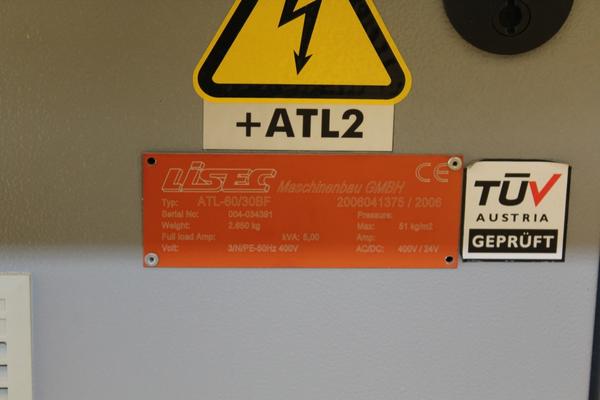 +ATL2
LiSEC Maschinenbau GMBH CE
Typ: ATL-60/30BF 2006041375 / 2006
Serial No: 004-034391 Pressure:
Weight: 2.650 kg Max: 51 kg/m2
Full load Amp: kVA: 5,00 Amp:
Volt: 3/N/PE-50Hz 400V AC/DC: 400V / 24V
TÜV
AUSTRIA
GEPRÜFT